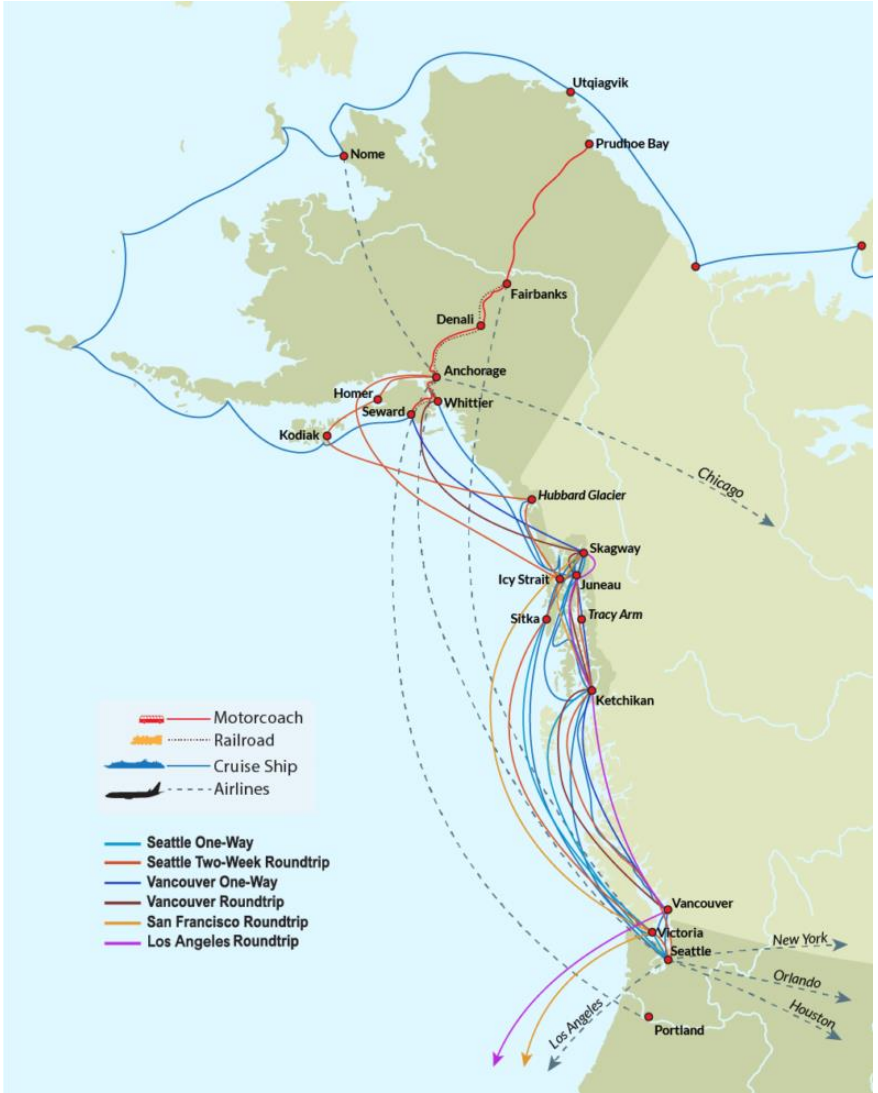 Utqiagvik
Prudhoe Bay
Nome
Fairbanks
Denali
Anchorage
Homer
Whittier
Seward
Kodiak
Chicago
Hubbard Glacier
Skagway
Icy Strait
Juneau
Sitka
Tracy Arm
Ketchikan
Motorcoach
Railroad
Cruise Ship
Airlines
Seattle One-Way
Seattle Two-Week Roundtrip
Vancouver One-Way
Vancouver Roundtrip
San Francisco Roundtrip
Los Angeles Roundtrip
Vancouver
Victoria
New York
Seattle
Orlando
Houston
Los Angeles
Portland